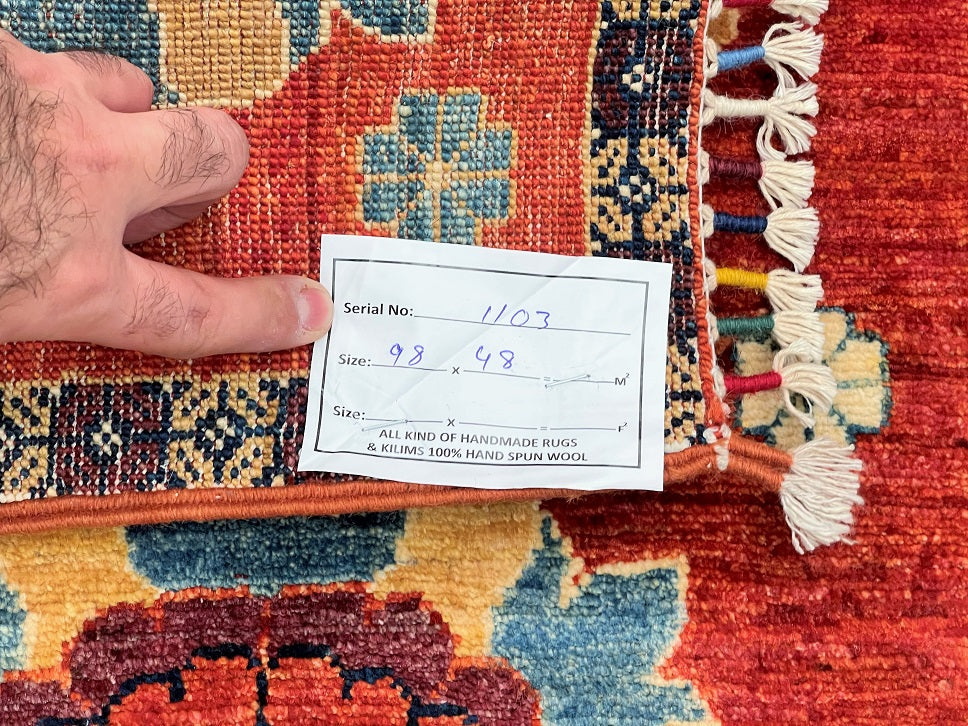 Serial No: 1103
Size: 98 x 48 = M²
Size: x = F²
ALL KIND OF HANDMADE RUGS
& KILIMS 100% HAND SPUN WOOL